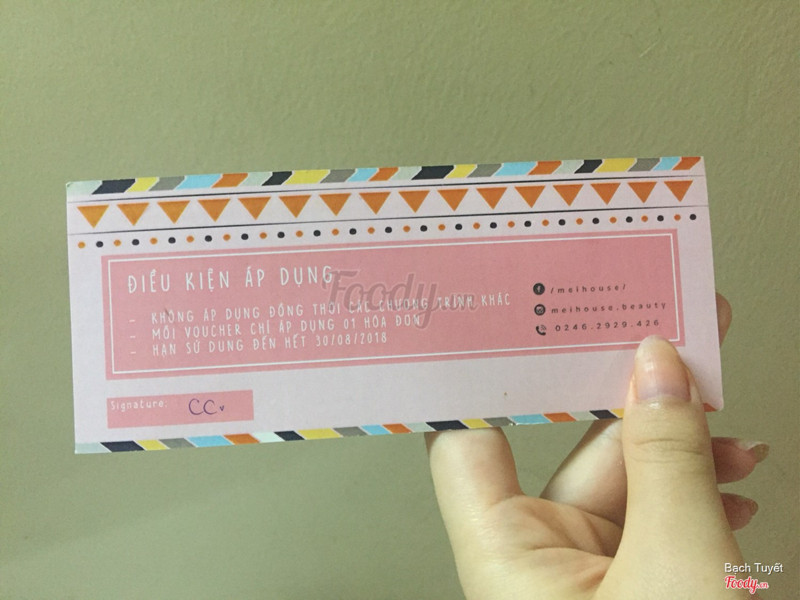 ĐIỀU KIỆN ÁP DỤNG
- KHÔNG ÁP DỤNG ĐỒNG THỜI CÁC CHƯƠNG TRÌNH KHÁC
- MỖI VOUCHER CHỈ ÁP DỤNG 01 HÓA ĐƠN
- HẠN SỬ DỤNG ĐẾN HẾT 30/08/2018
/meihouse/
meihouse.beauty
0246.2929.426
Signature: CC
Foody.vn
Bạch Tuyết
Foody.vn